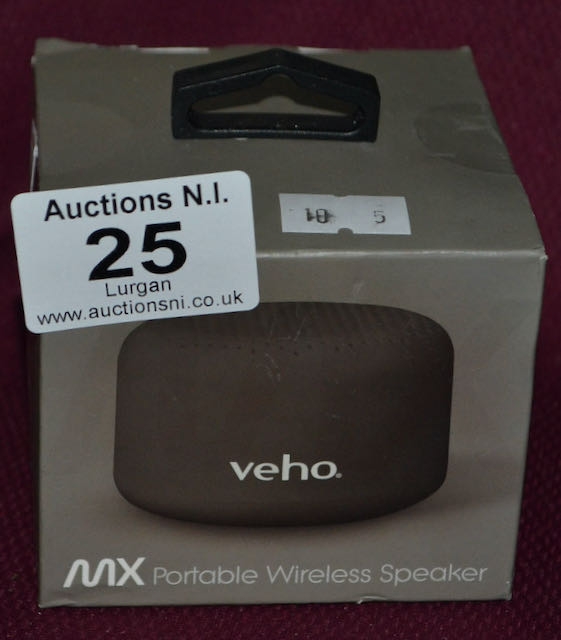 Auctions N.I.
25
Lurgan
www.auctionsni.co.uk
10 5
veho.
MX Portable Wireless Speaker